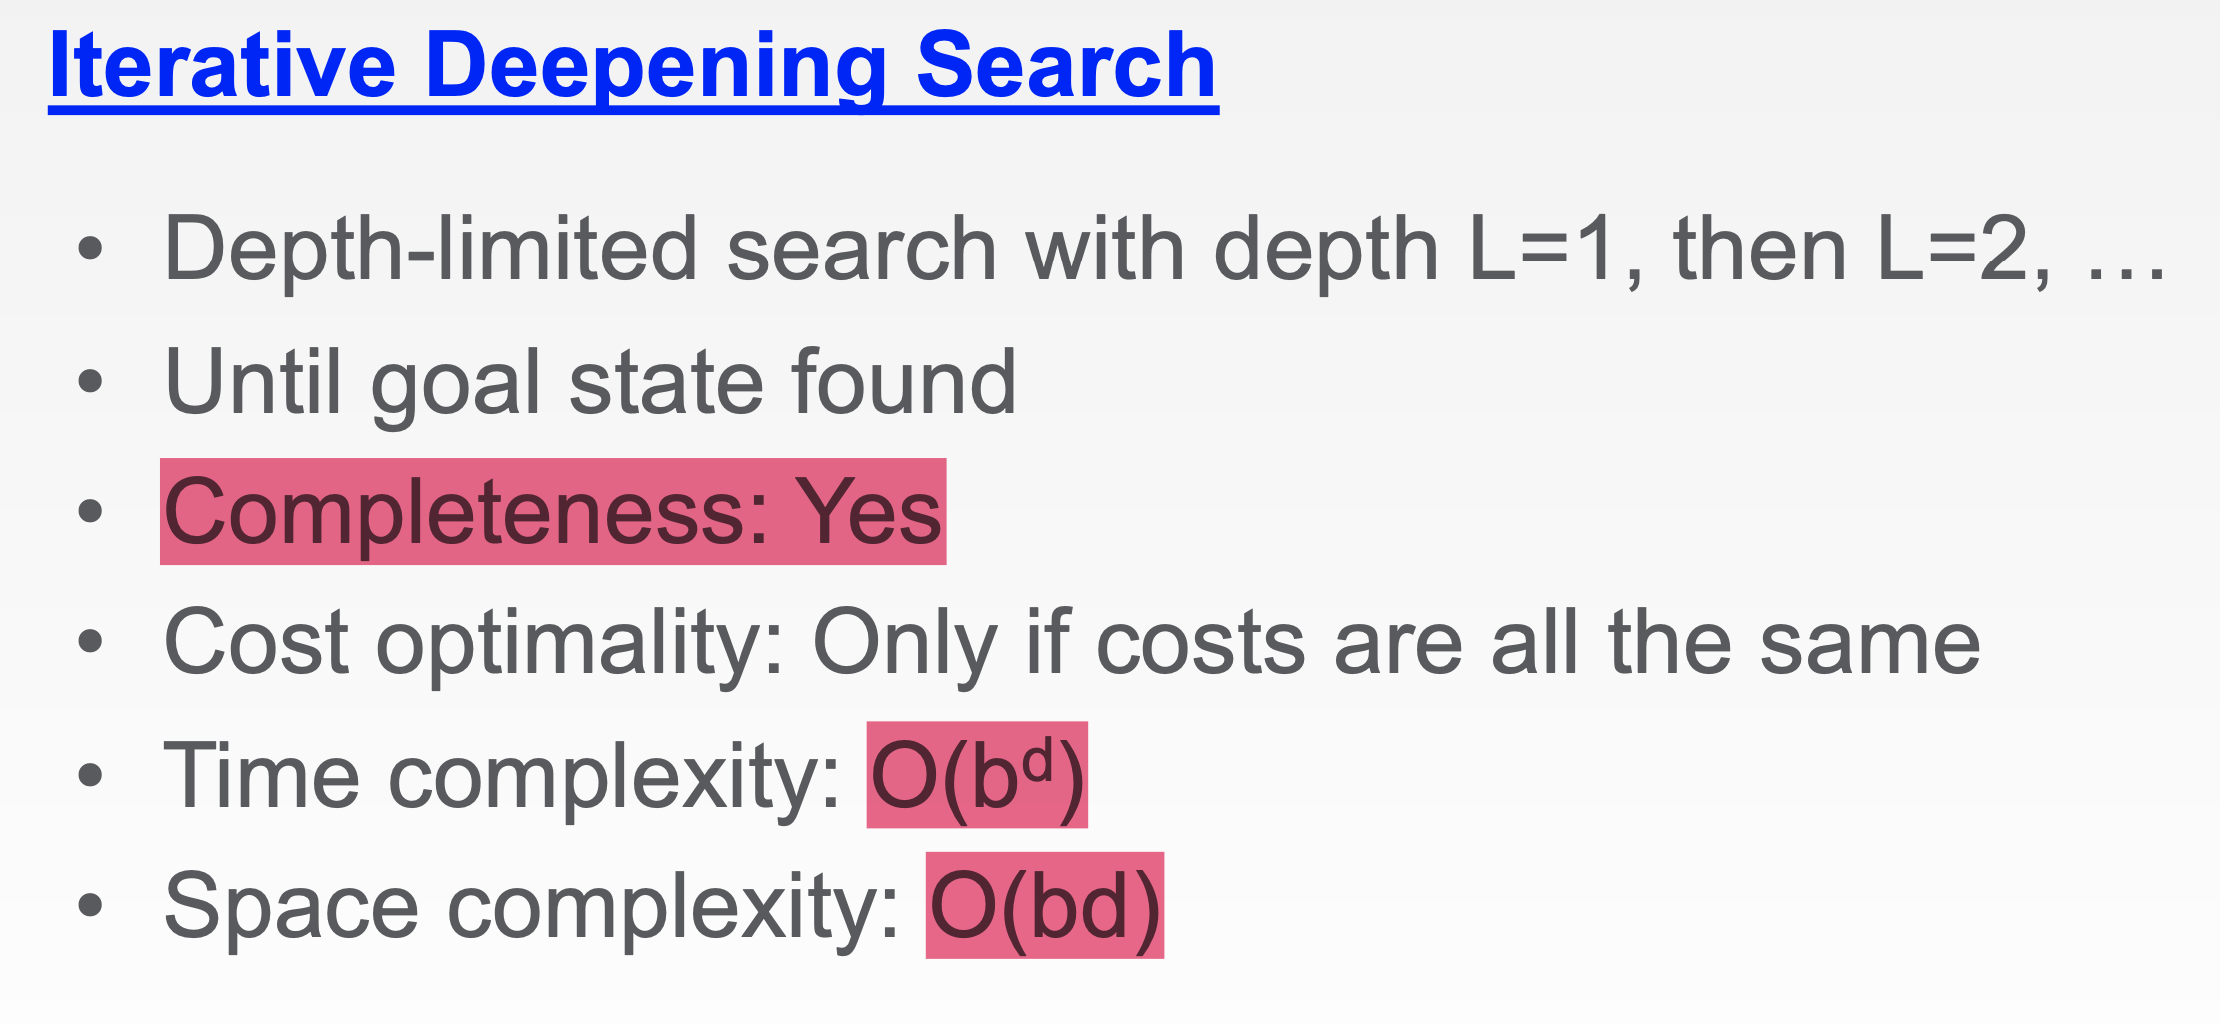 Iterative Deepening Search
• Depth-limited search with depth L=1, then L=2, …
• Until goal state found
• Completeness: Yes
• Cost optimality: Only if costs are all the same
• Time complexity: O(bᵈ)
• Space complexity: O(bd)